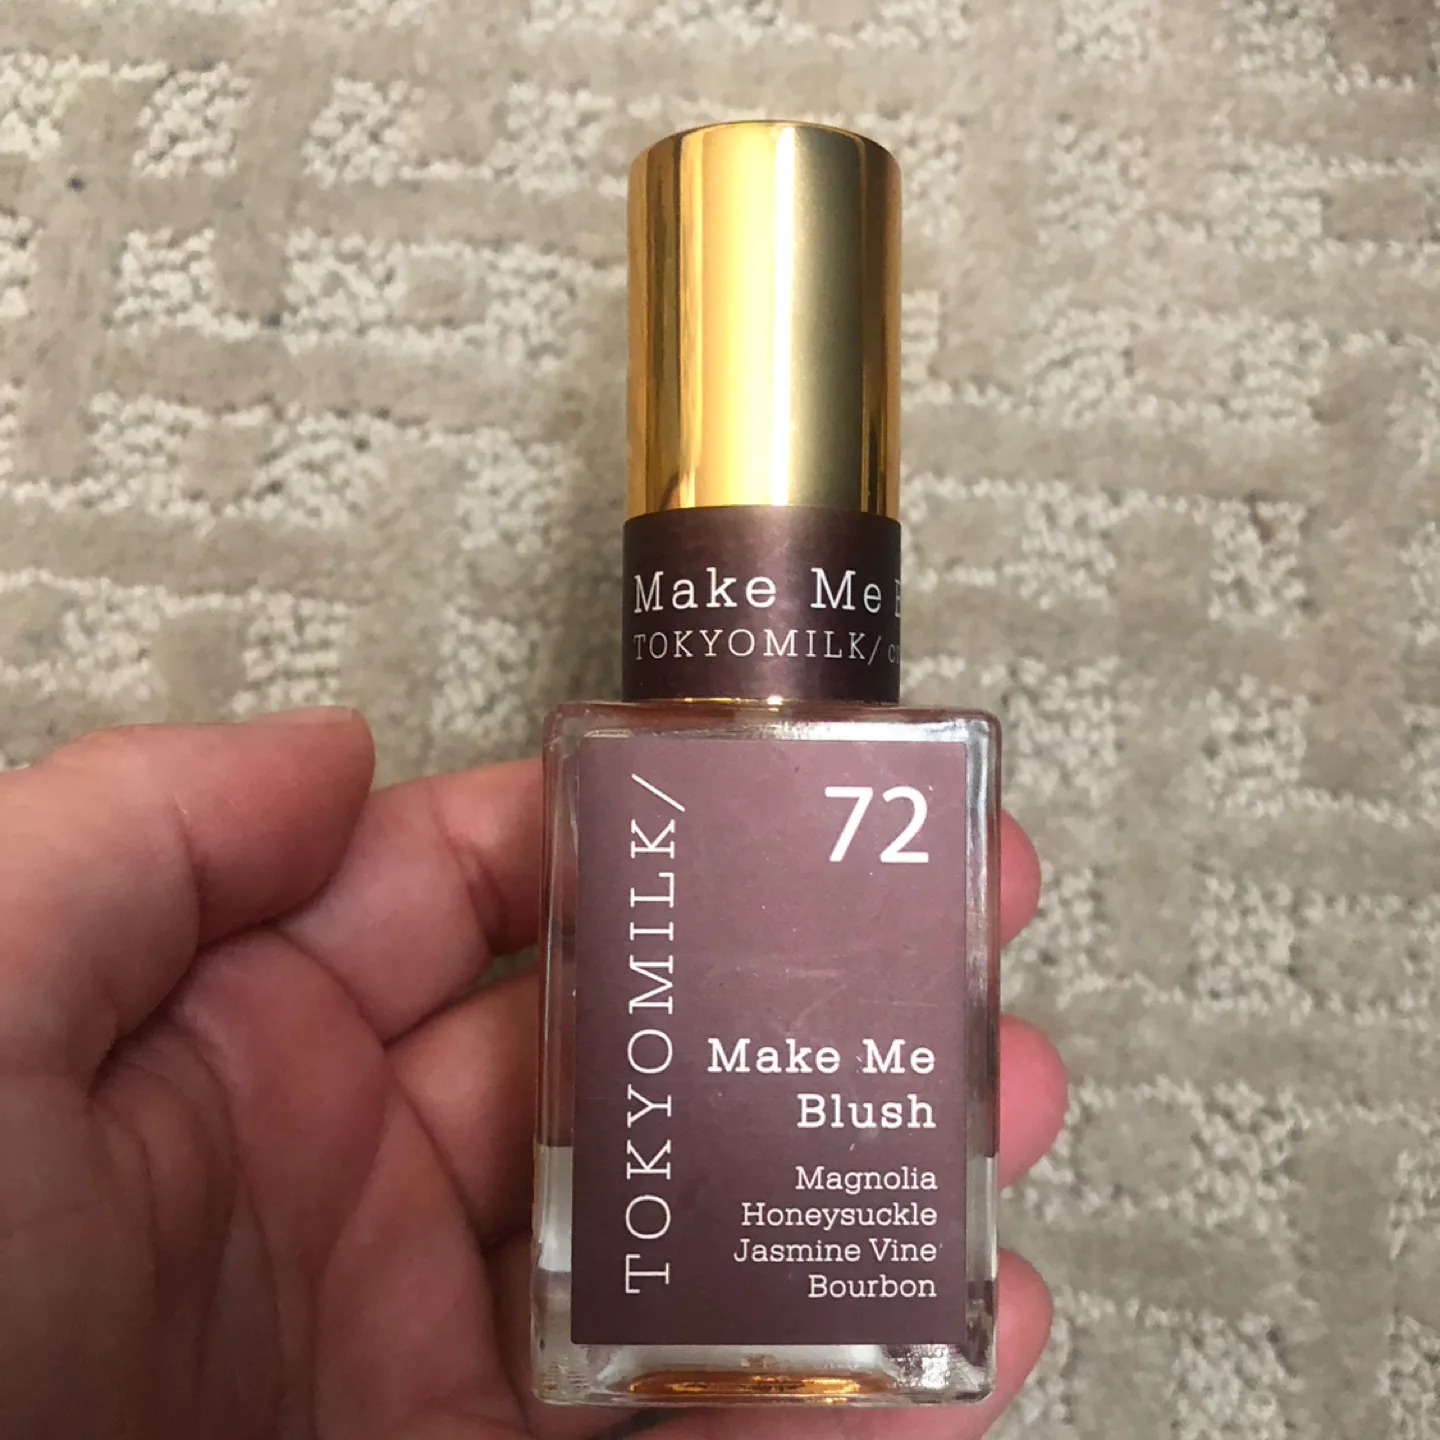 Make Me
TOKYOMILK/
TOKYOMILK/
72
Make Me
Blush
Magnolia
Honeysuckle
Jasmine Vine
Bourbon